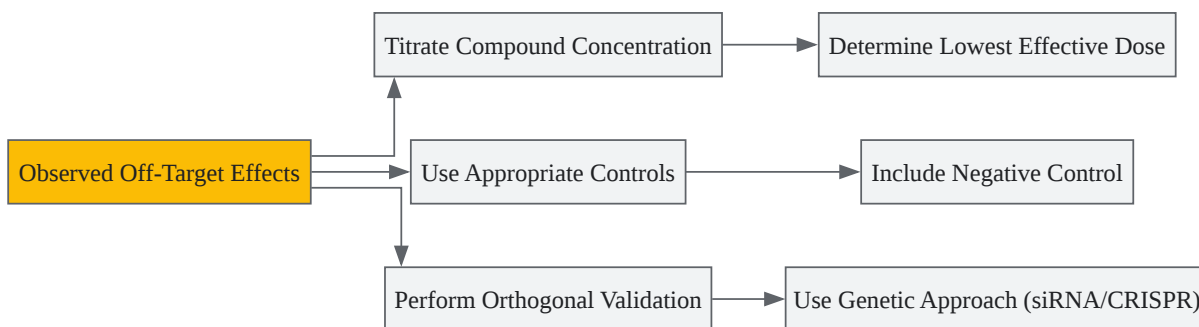 Titrate Compound Concentration
Determine Lowest Effective Dose
Observed Off-Target Effects
Use Appropriate Controls
Include Negative Control
Perform Orthogonal Validation
Use Genetic Approach (siRNA/CRISPR)